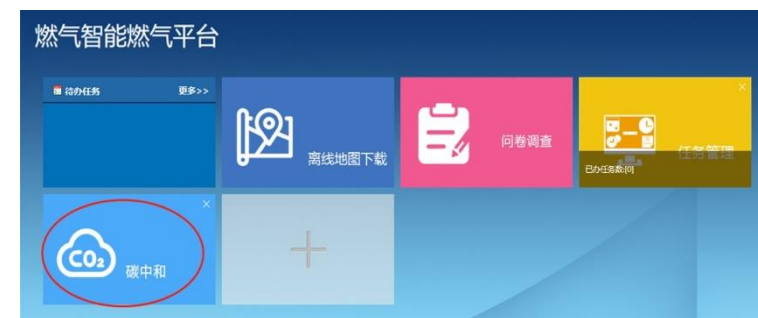 燃气智能燃气平台
待办任务 更多>>
离线地图下载
问卷调查
任务管理
已办任务数:[0]
CO₂
碳中和